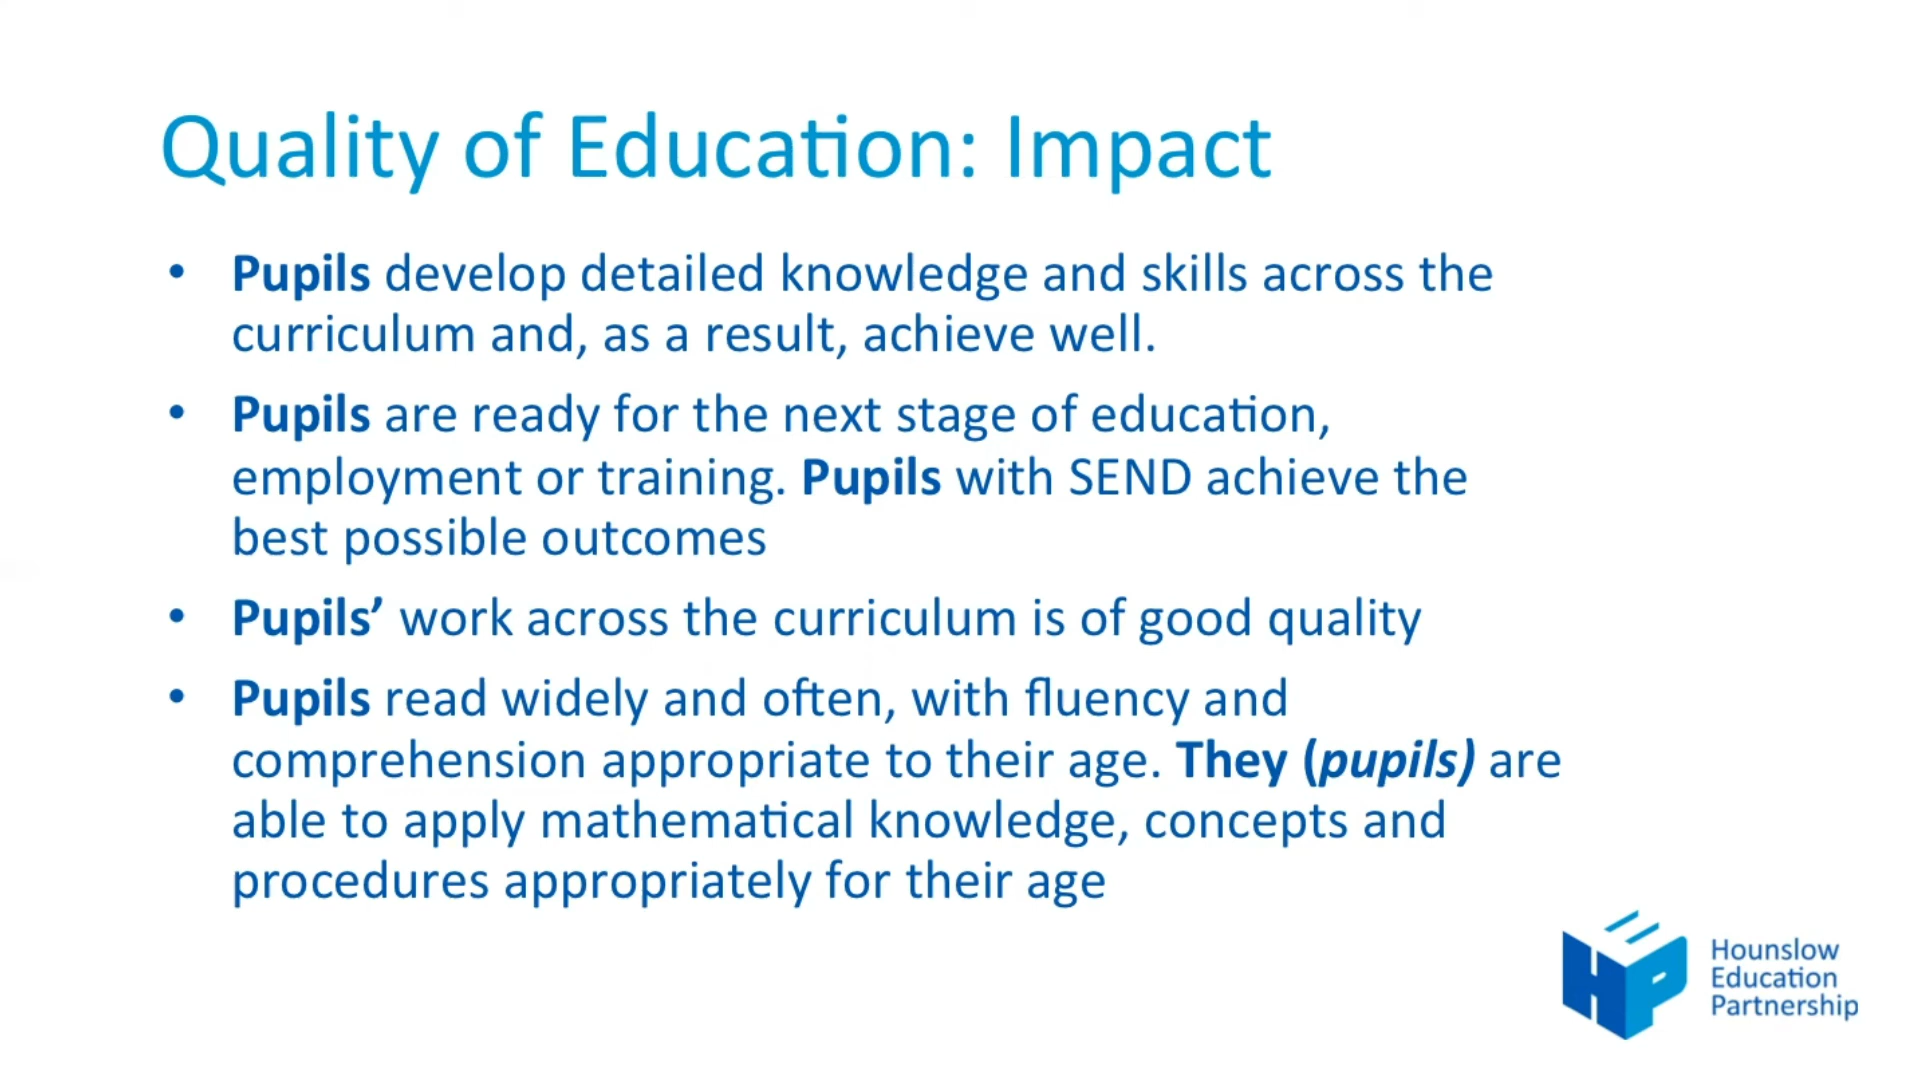 Quality of Education: Impact
• Pupils develop detailed knowledge and skills across the
curriculum and, as a result, achieve well.
• Pupils are ready for the next stage of education,
employment or training. Pupils with SEND achieve the
best possible outcomes
• Pupils’ work across the curriculum is of good quality
• Pupils read widely and often, with fluency and
comprehension appropriate to their age. They (pupils) are
able to apply mathematical knowledge, concepts and
procedures appropriately for their age
HEP
Hounslow
Education
Partnership